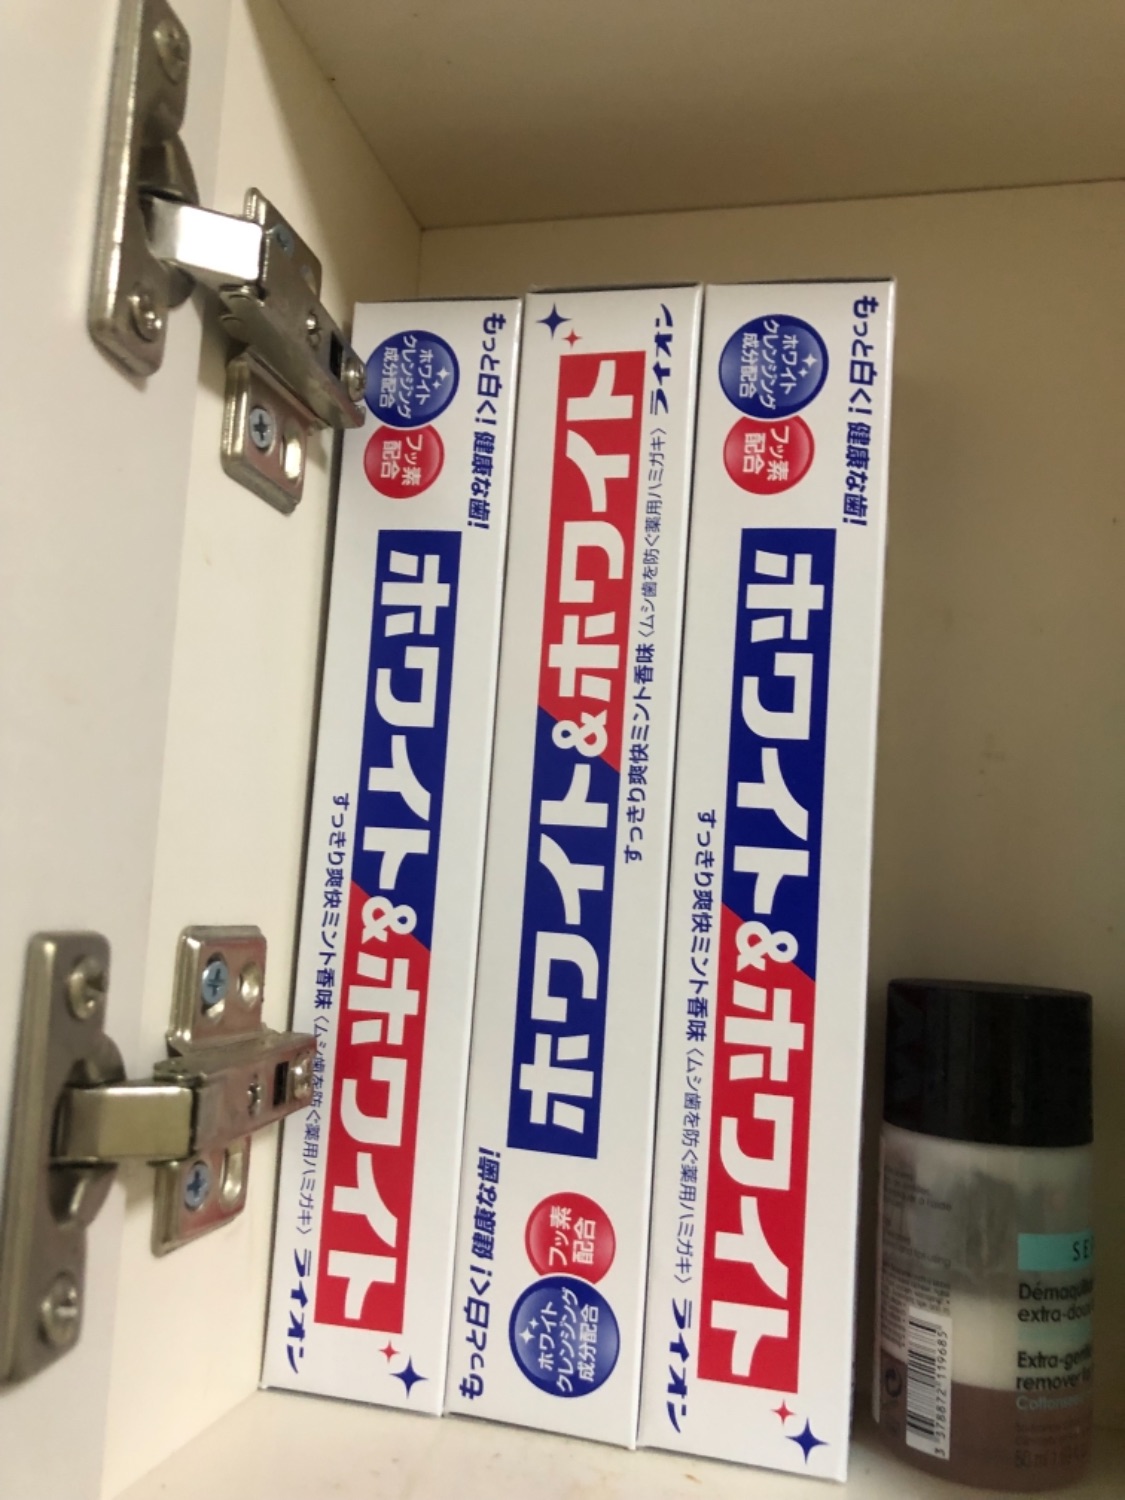 もっと白く！健康な歯！
ホワイト
クレンジング
成分配合
フッ素
配合
ホワイト&ホワイト
すっきり爽快ミント香味〈ムシ歯を防ぐ薬用ハミガキ〉ライオン
もっと白く！健康な歯！
ホワイト
クレンジング
成分配合
フッ素
配合
ホワイト&ホワイト
すっきり爽快ミント香味〈ムシ歯を防ぐ薬用ハミガキ〉ライオン
もっと白く！健康な歯！
ホワイト
クレンジング
成分配合
フッ素
配合
ホワイト&ホワイト
すっきり爽快ミント香味〈ムシ歯を防ぐ薬用ハミガキ〉ライオン
SE
Démaquil
extra-dou
Extra-gent
remover
3 378872 119685